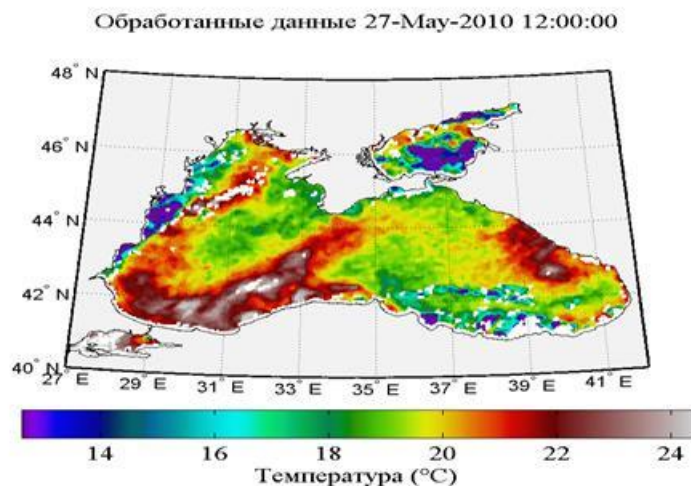 Обработанные данные 27-May-2010 12:00:00
48° N
46° N
44° N
42° N
40° N
27° E
29° E
31° E
33° E
35° E
37° E
39° E
41° E
14 16 18 20 22 24
Температура (°C)